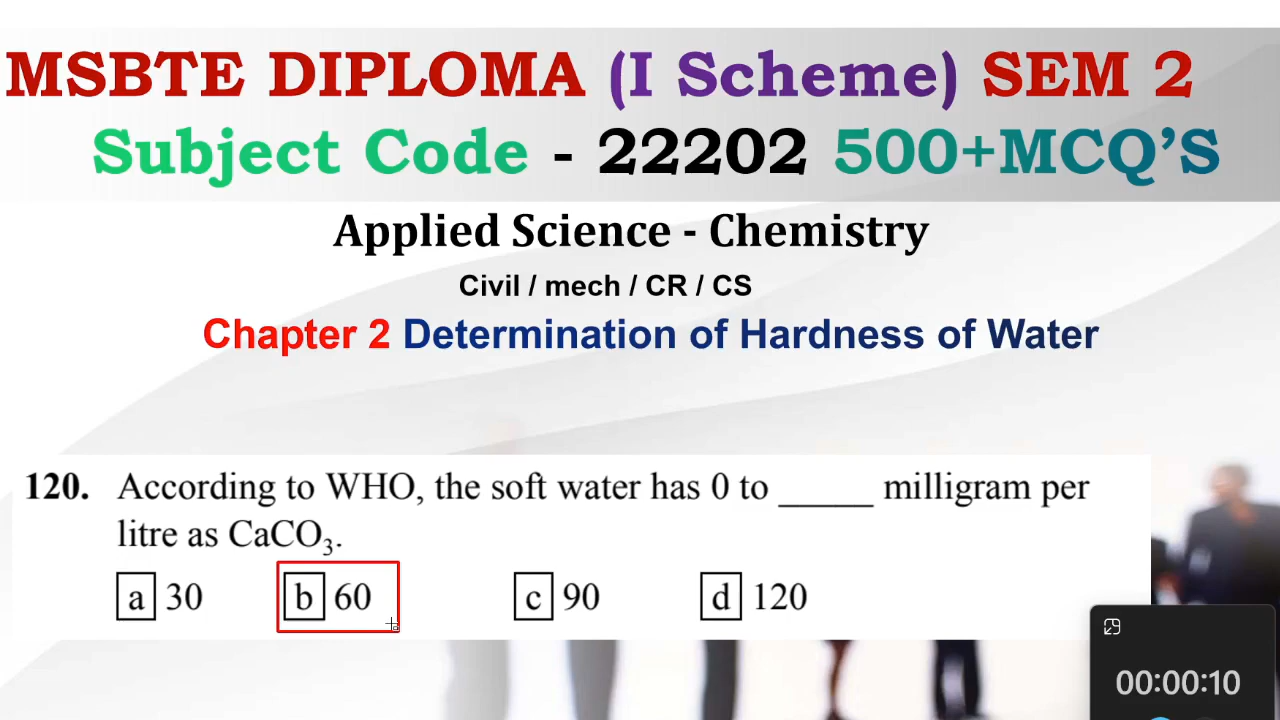 MSBTE DIPLOMA (I Scheme) SEM 2
Subject Code - 22202 500+MCQ’S
Applied Science - Chemistry
Civil / mech / CR / CS
Chapter 2 Determination of Hardness of Water
120. According to WHO, the soft water has 0 to _____ milligram per
litre as CaCO₃.
a 30 b 60 c 90 d 120
00:00:10